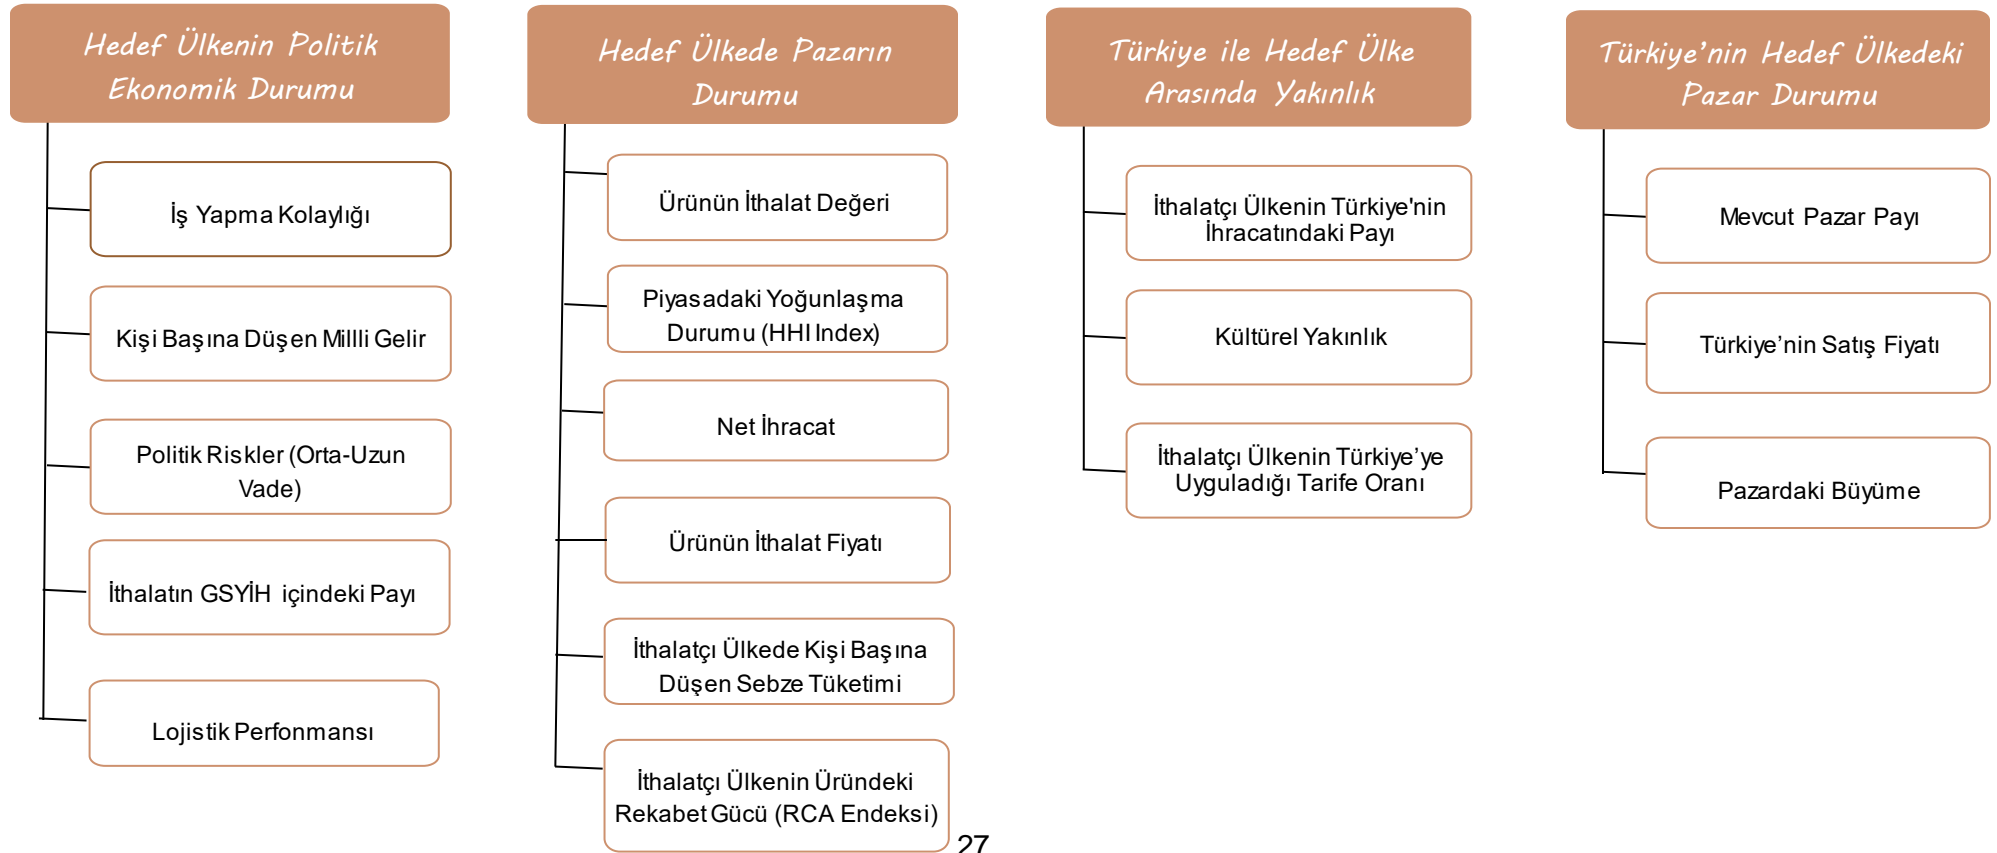 Hedef Ülkenin Politik
Ekonomik Durumu
İş Yapma Kolaylığı
Kişi Başına Düşen Millli Gelir
Politik Riskler (Orta-Uzun
Vade)
İthalatın GSYİH içindeki Payı
Lojistik Perfonmansı
Hedef Ülkede Pazarın
Durumu
Ürünün İthalat Değeri
Piyasadaki Yoğunlaşma
Durumu (HHI Index)
Net İhracat
Ürünün İthalat Fiyatı
İthalatçı Ülkede Kişi Başına
Düşen Sebze Tüketimi
İthalatçı Ülkenin Üründeki
Rekabet Gücü (RCA Endeksi)
Türkiye ile Hedef Ülke
Arasında Yakınlık
İthalatçı Ülkenin Türkiye'nin
İhracatındaki Payı
Kültürel Yakınlık
İthalatçı Ülkenin Türkiye’ye
Uyguladığı Tarife Oranı
Türkiye’nin Hedef Ülkedeki
Pazar Durumu
Mevcut Pazar Payı
Türkiye’nin Satış Fiyatı
Pazardaki Büyüme
27